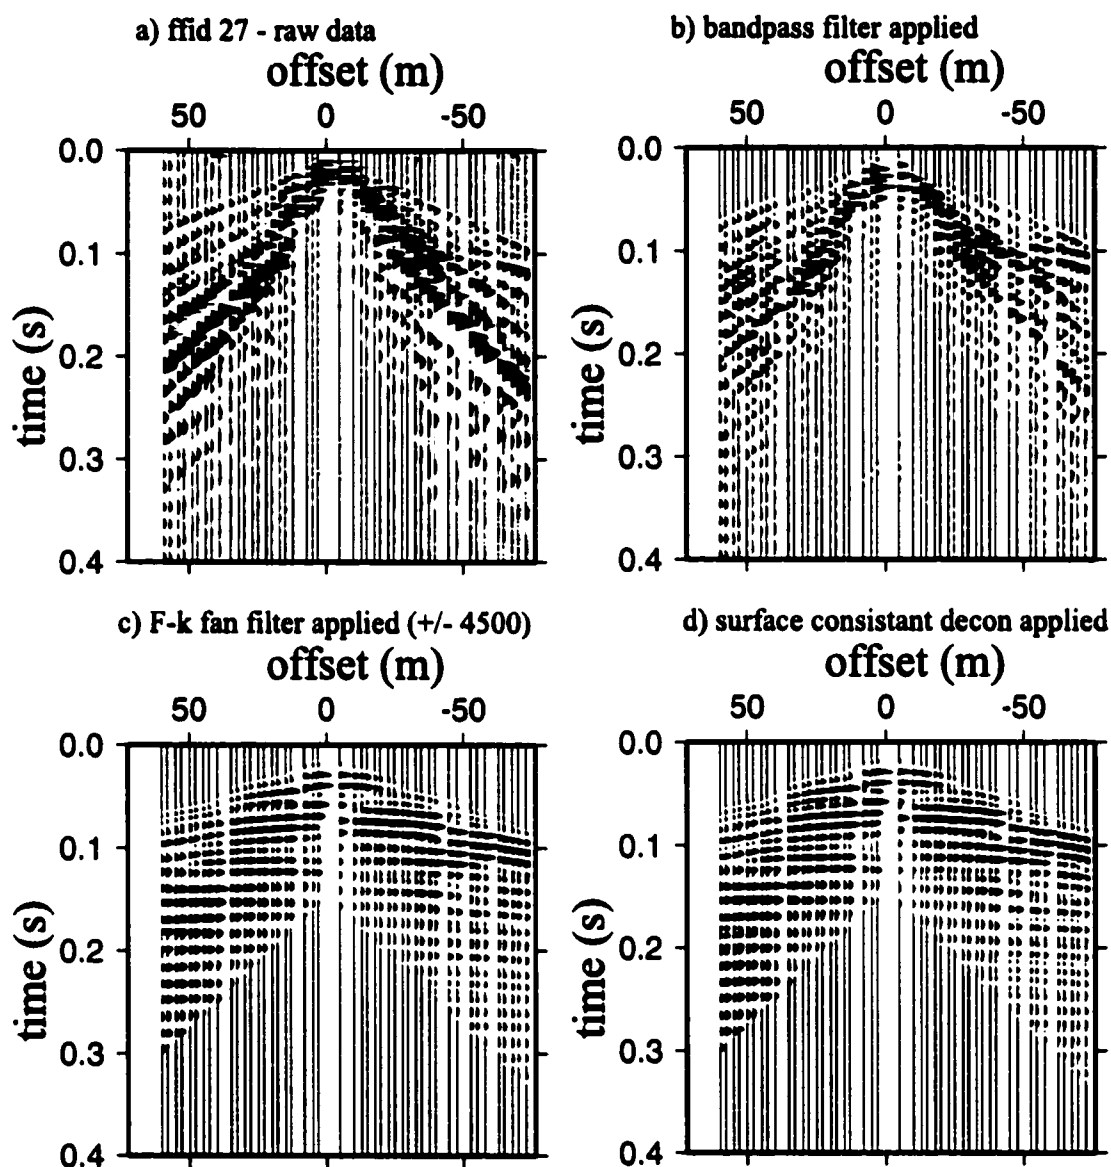 a) ffid 27 - raw data
offset (m)
50 0 -50
0.0
0.1
0.2
0.3
0.4
time (s)
b) bandpass filter applied
offset (m)
50 0 -50
0.0
0.1
0.2
0.3
0.4
time (s)
c) F-k fan filter applied (+/- 4500)
offset (m)
50 0 -50
0.0
0.1
0.2
0.3
0.4
time (s)
d) surface consistant decon applied
offset (m)
50 0 -50
0.0
0.1
0.2
0.3
0.4
time (s)